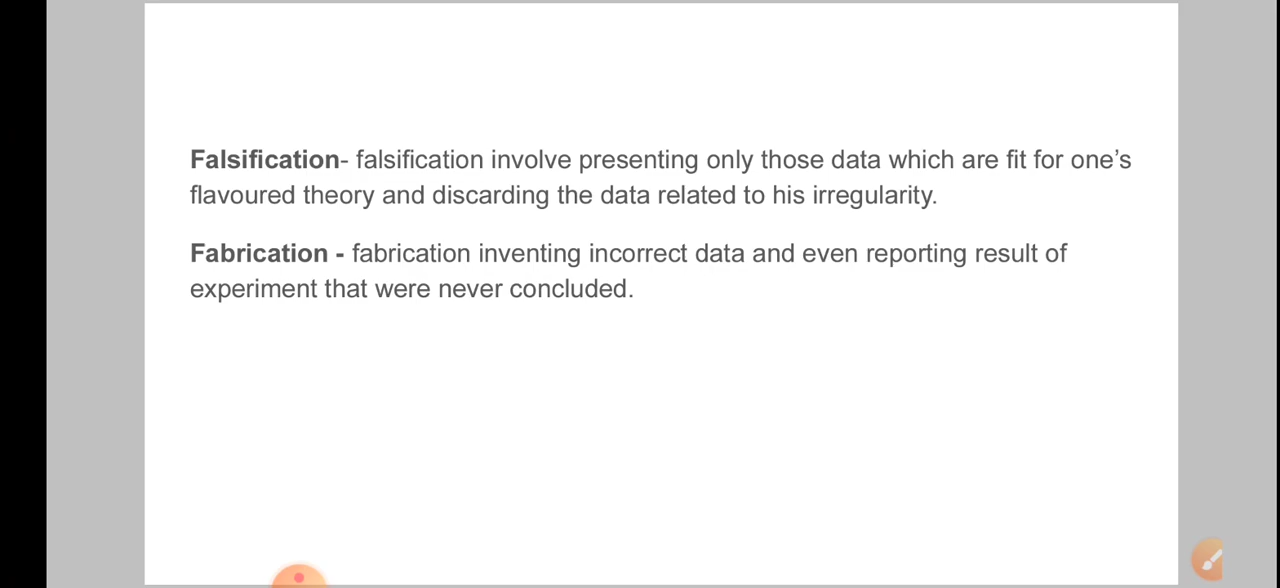 Falsification- falsification involve presenting only those data which are fit for one’s
flavoured theory and discarding the data related to his irregularity.
Fabrication - fabrication inventing incorrect data and even reporting result of
experiment that were never concluded.